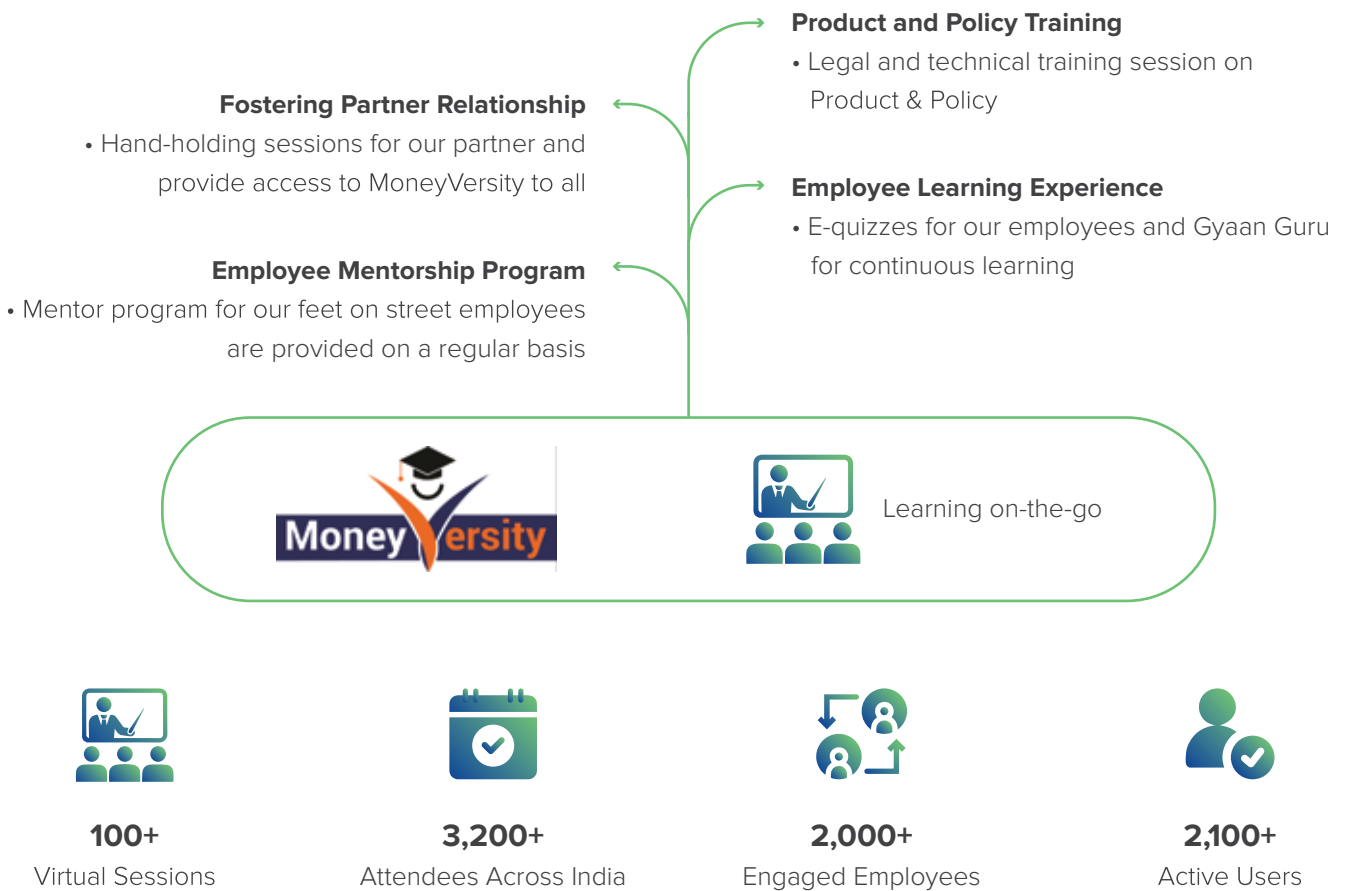 Product and Policy Training
• Legal and technical training session on
Product & Policy
Fostering Partner Relationship
• Hand-holding sessions for our partner and
provide access to MoneyVersity to all
Employee Learning Experience
• E-quizzes for our employees and Gyaan Guru
for continuous learning
Employee Mentorship Program
• Mentor program for our feet on street employees
are provided on a regular basis
MoneyVersity
Learning on-the-go
100+
Virtual Sessions
3,200+
Attendees Across India
2,000+
Engaged Employees
2,100+
Active Users